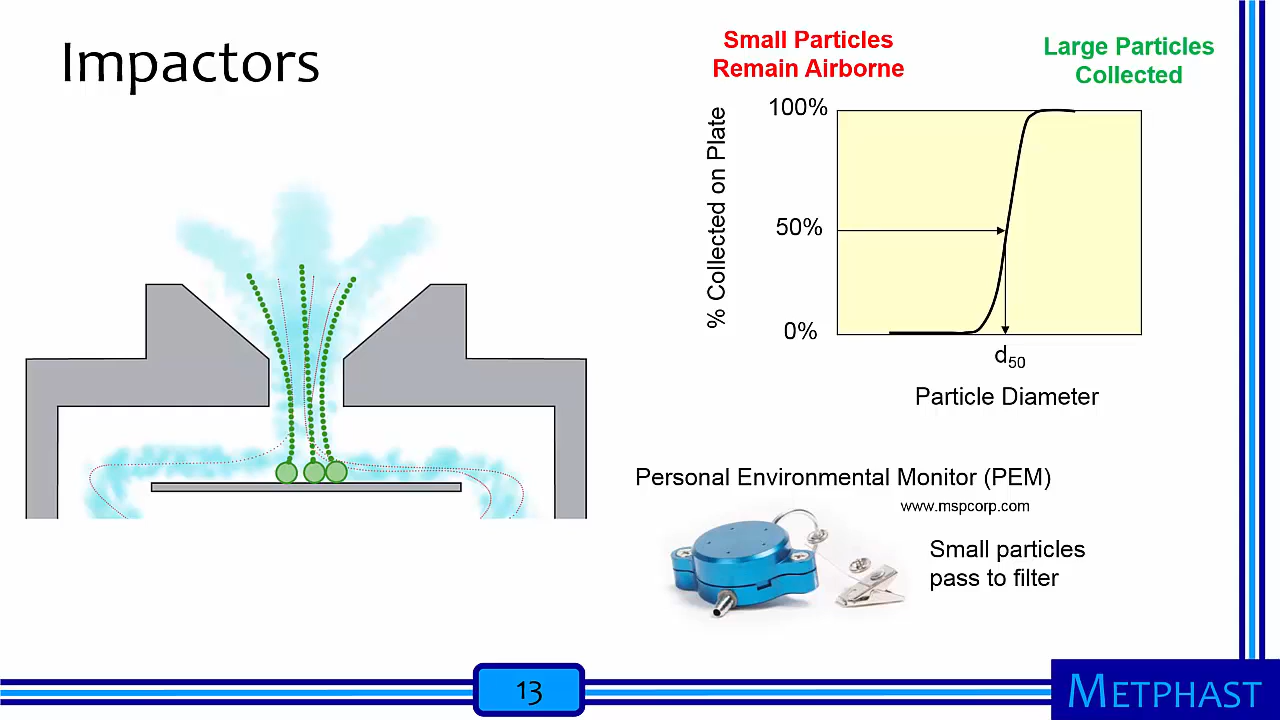 Impactors
Small Particles
Remain Airborne
Large Particles
Collected
% Collected on Plate
100%
50%
0%
d50
Particle Diameter
Personal Environmental Monitor (PEM)
www.mspcorp.com
Small particles
pass to filter
13
METPHAST